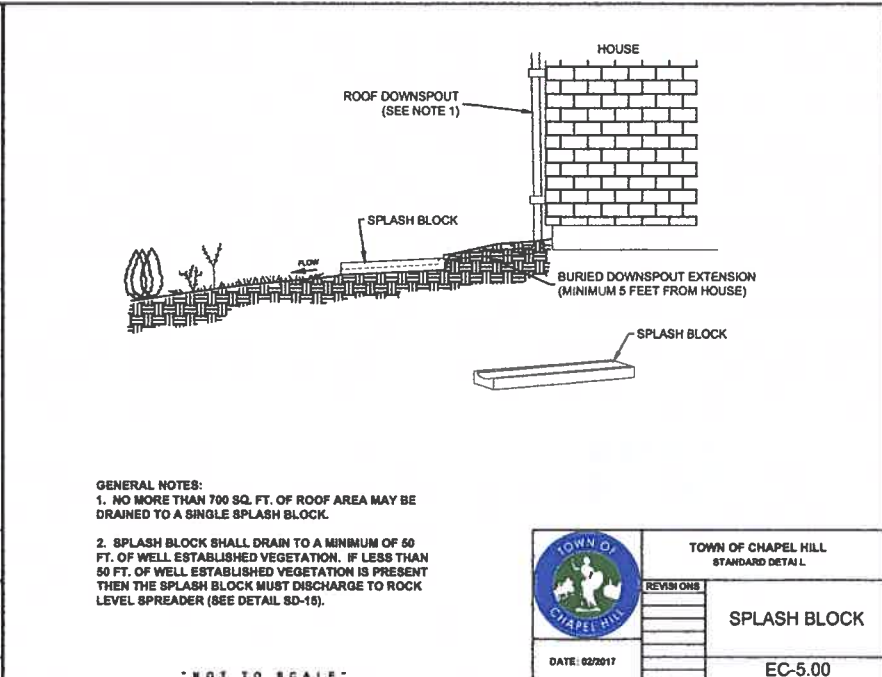 HOUSE
ROOF DOWNSPOUT
(SEE NOTE 1)
SPLASH BLOCK
FLOW
BURIED DOWNSPOUT EXTENSION
(MINIMUM 5 FEET FROM HOUSE)
SPLASH BLOCK
GENERAL NOTES:
1. NO MORE THAN 700 SQ. FT. OF ROOF AREA MAY BE
DRAINED TO A SINGLE SPLASH BLOCK.
2. SPLASH BLOCK SHALL DRAIN TO A MINIMUM OF 50
FT. OF WELL ESTABLISHED VEGETATION. IF LESS THAN
50 FT. OF WELL ESTABLISHED VEGETATION IS PRESENT
THEN THE SPLASH BLOCK MUST DISCHARGE TO ROCK
LEVEL SPREADER (SEE DETAIL SD-15).
"NOT TO SCALE"
TOWN OF
CHAPEL HILL
TOWN OF CHAPEL HILL
STANDARD DETAIL
REVISIONS
SPLASH BLOCK
DATE: 02/2017
EC-5.00